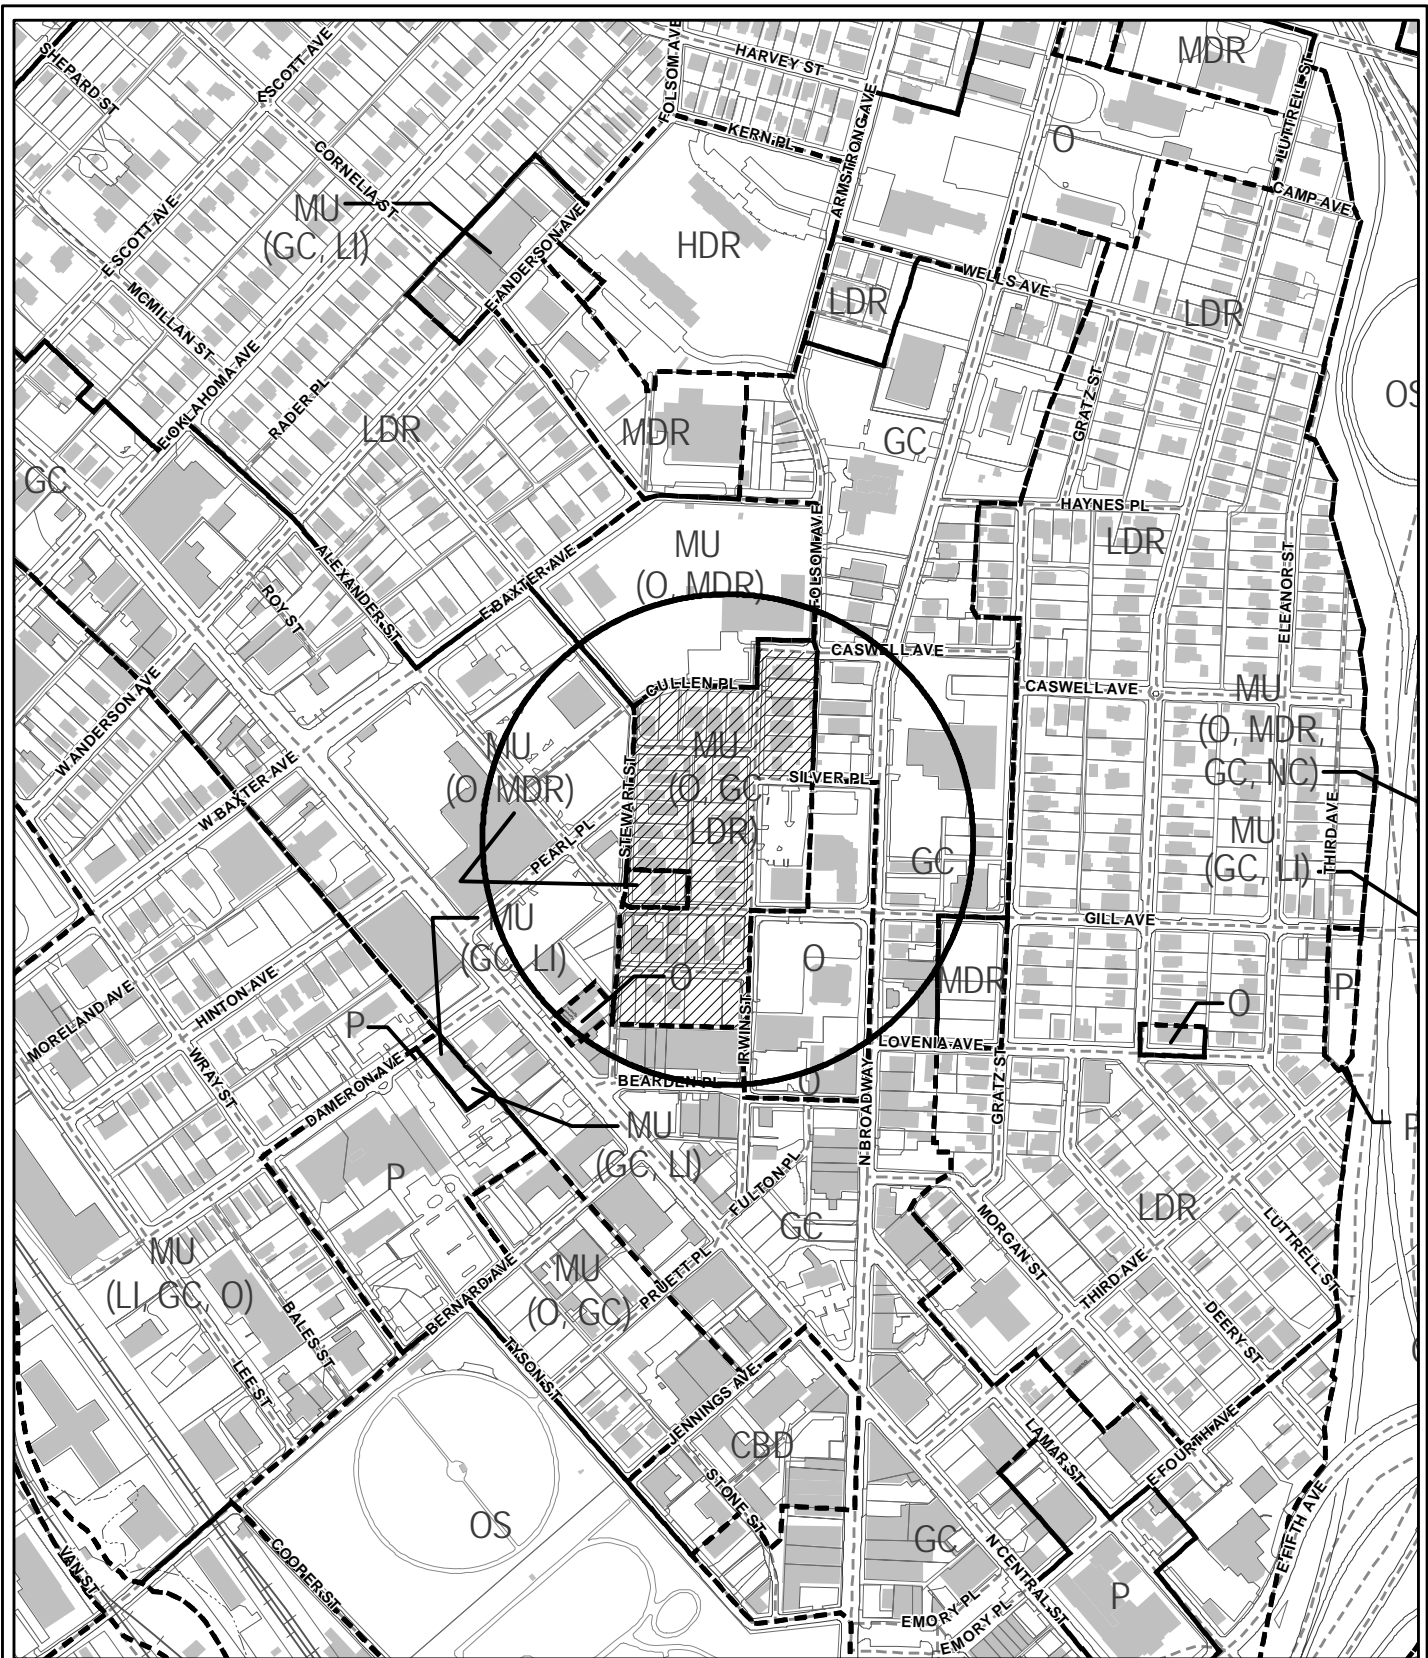 SHEPARD ST
E SCOTT AVE
FOLSOM AVE
HARVEY ST
MDR
LUTTRELL ST
KERN PL
ARMSTRONG AVE
O
CORNELIA ST
MU
(GC, LI)
E SCOTT AVE
E ANDERSON AVE
HDR
CAMP AVE
MCMILLAN ST
WELLS AVE
LDR
LDR
OS
E OKLAHOMA AVE
RADER PL
LDR
MDR
GC
GRATZ ST
GC
HAYNES PL
LDR
ALEXANDER ST
ROY ST
E BAXTER AVE
MU
(O, MDR)
FOLSOM AVE
ELEANOR ST
CASWELL AVE
CASWELL AVE
W ANDERSON AVE
CULLEN PL
MU
(O, MDR,
GC, NC)
W BAXTER AVE
MU
(O, MDR)
STEWART ST
MU
(O, GC
LDR)
SILVER PL
PEARL PL
GC
MU
(GC, LI)
THIRD AVE
GILL AVE
MU
(GC, LI)
O
O
MDR
P
O
MORELAND AVE
HINTON AVE
P
IRWIN ST
LOVENIA AVE
WRAY ST
DAMERON AVE
BEARDEN PL
O
N BROADWAY
GRATZ ST
MU
(GC, LI)
P
P
FULTON PL
GC
LDR
MORGAN ST
LUTTRELL ST
MU
(LI, GC, O)
BALES ST
BERNARD AVE
MU
(O, GC)
PRUETT PL
THIRD AVE
DEERY ST
LEE ST
TYSON ST
JENNINGS AVE
CBD
LAMAR ST
E FOURTH AVE
STONE ST
OS
GC
E FIFTH AVE
VAN ST
COOPER ST
N CENTRAL ST
P
EMORY PL
EMORY PL